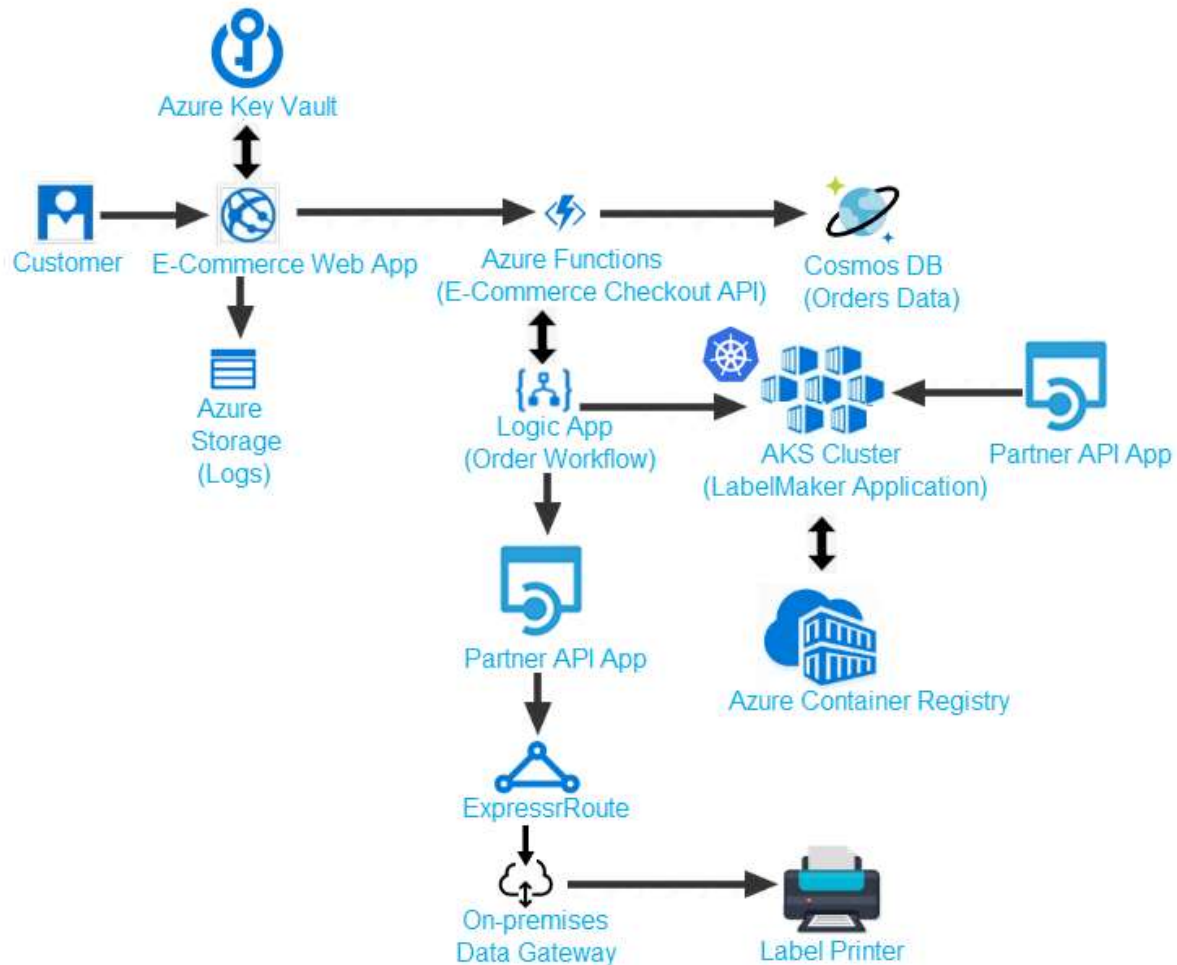 Azure Key Vault
Customer
E-Commerce Web App
Azure Functions
(E-Commerce Checkout API)
Cosmos DB
(Orders Data)
Azure
Storage
(Logs)
Logic App
(Order Workflow)
AKS Cluster
(LabelMaker Application)
Partner API App
Partner API App
Azure Container Registry
ExpressrRoute
On-premises
Data Gateway
Label Printer